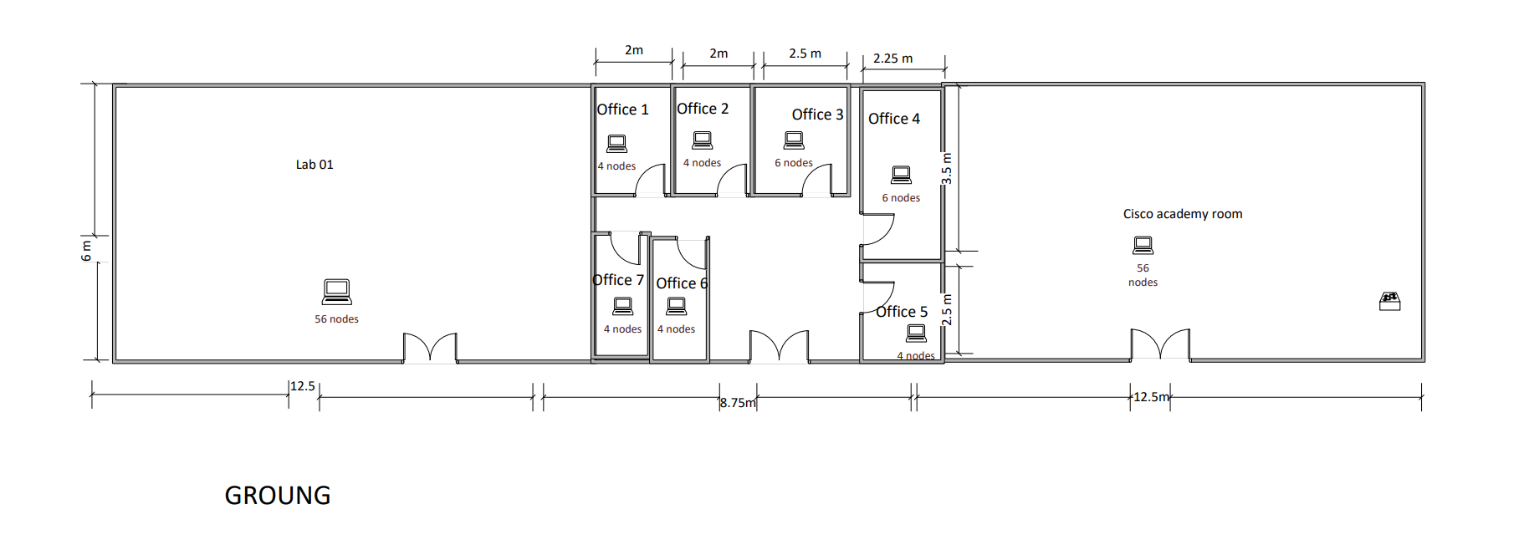 2m
2m
2.5 m
2.25 m
Office 1
Office 2
Office 3
Office 4
4 nodes
4 nodes
6 nodes
6 nodes
Lab 01
3.5 m
Cisco academy room
56
nodes
6 m
Office 7
Office 6
Office 5
2.5 m
56 nodes
4 nodes
4 nodes
4 nodes
12.5
8.75m
12.5m
GROUNG